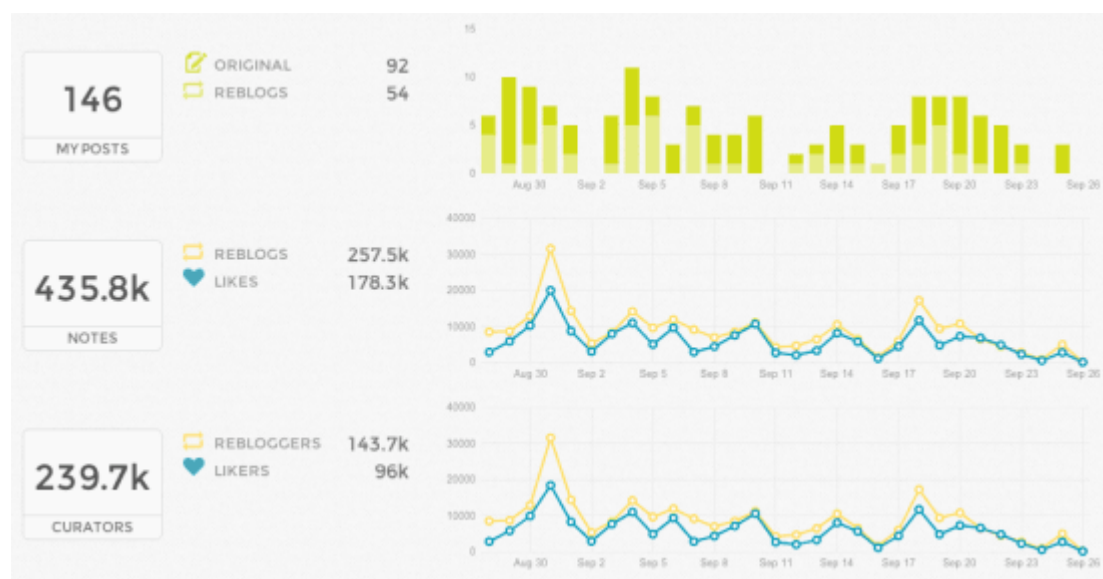 146
MY POSTS
ORIGINAL 92
REBLOGS 54
15
10
5
0
Aug 30 Sep 2 Sep 5 Sep 8 Sep 11 Sep 14 Sep 17 Sep 20 Sep 23 Sep 26
435.8k
NOTES
REBLOGS 257.5k
LIKES 178.3k
40000
30000
20000
10000
0
Aug 30 Sep 2 Sep 5 Sep 8 Sep 11 Sep 14 Sep 17 Sep 20 Sep 23 Sep 26
239.7k
CURATORS
REBLOGGERS 143.7k
LIKERS 96k
40000
30000
20000
10000
0
Aug 30 Sep 2 Sep 5 Sep 8 Sep 11 Sep 14 Sep 17 Sep 20 Sep 23 Sep 26